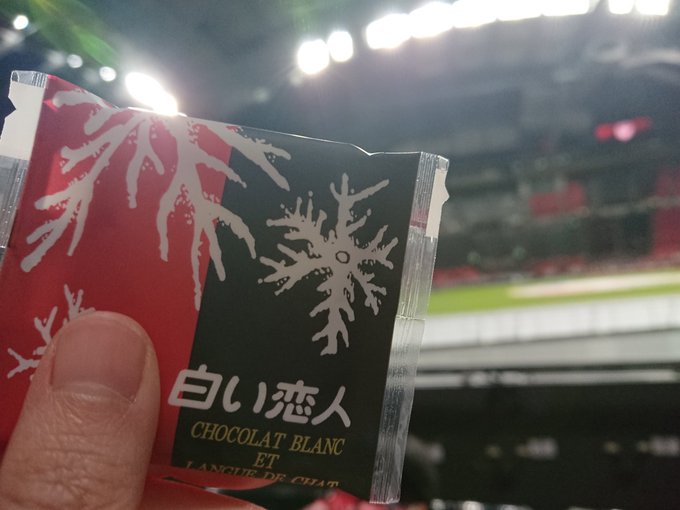 白い恋人
CHOCOLAT BLANC
ET
LANGUE DE CHAT